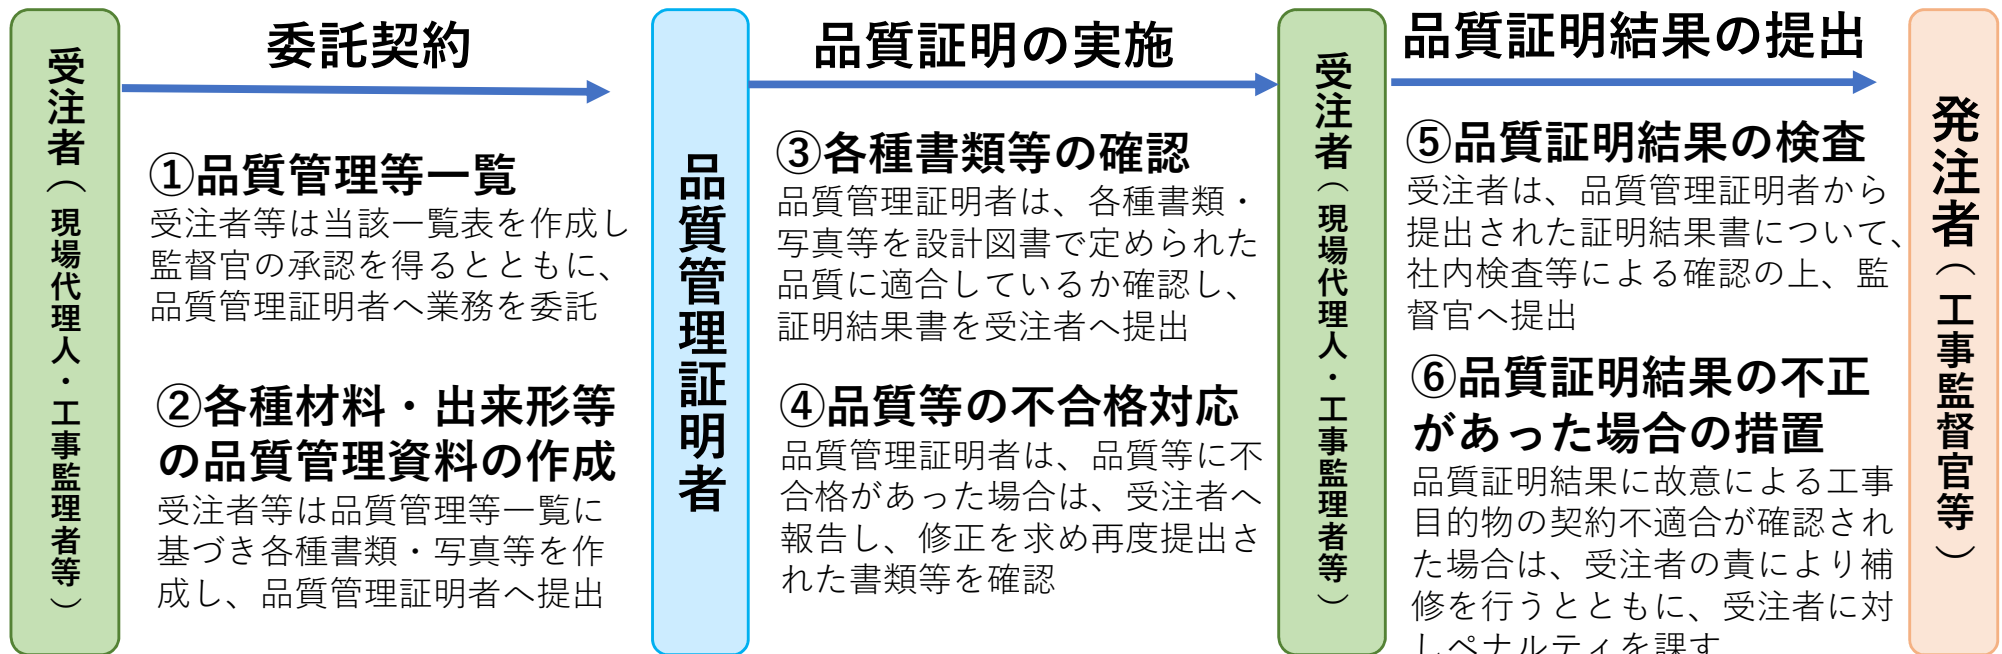 受注者（現場代理人・工事監理者等）
委託契約
①品質管理等一覧
受注者等は当該一覧表を作成し
監督官の承認を得るとともに、
品質管理証明者へ業務を委託
②各種材料・出来形等
の品質管理資料の作成
受注者等は品質管理等一覧に
基づき各種書類・写真等を作
成し、品質管理証明者へ提出
品質管理証明者
品質証明の実施
③各種書類等の確認
品質管理証明者は、各種書類・
写真等を設計図書で定められた
品質に適合しているか確認し、
証明結果書を受注者へ提出
④品質等の不合格対応
品質管理証明者は、品質等に不
合格があった場合は、受注者へ
報告し、修正を求め再度提出さ
れた書類等を確認
受注者（現場代理人・工事監理者等）
品質証明結果の提出
⑤品質証明結果の検査
受注者は、品質管理証明者から
提出された証明結果書について、
社内検査等による確認の上、監
督官へ提出
⑥品質証明結果の不正
があった場合の措置
品質証明結果に故意による工事
目的物の契約不適合が確認され
た場合は、受注者の責により補
修を行うとともに、受注者に対
しペナルティを課す
発注者（工事監督官等）